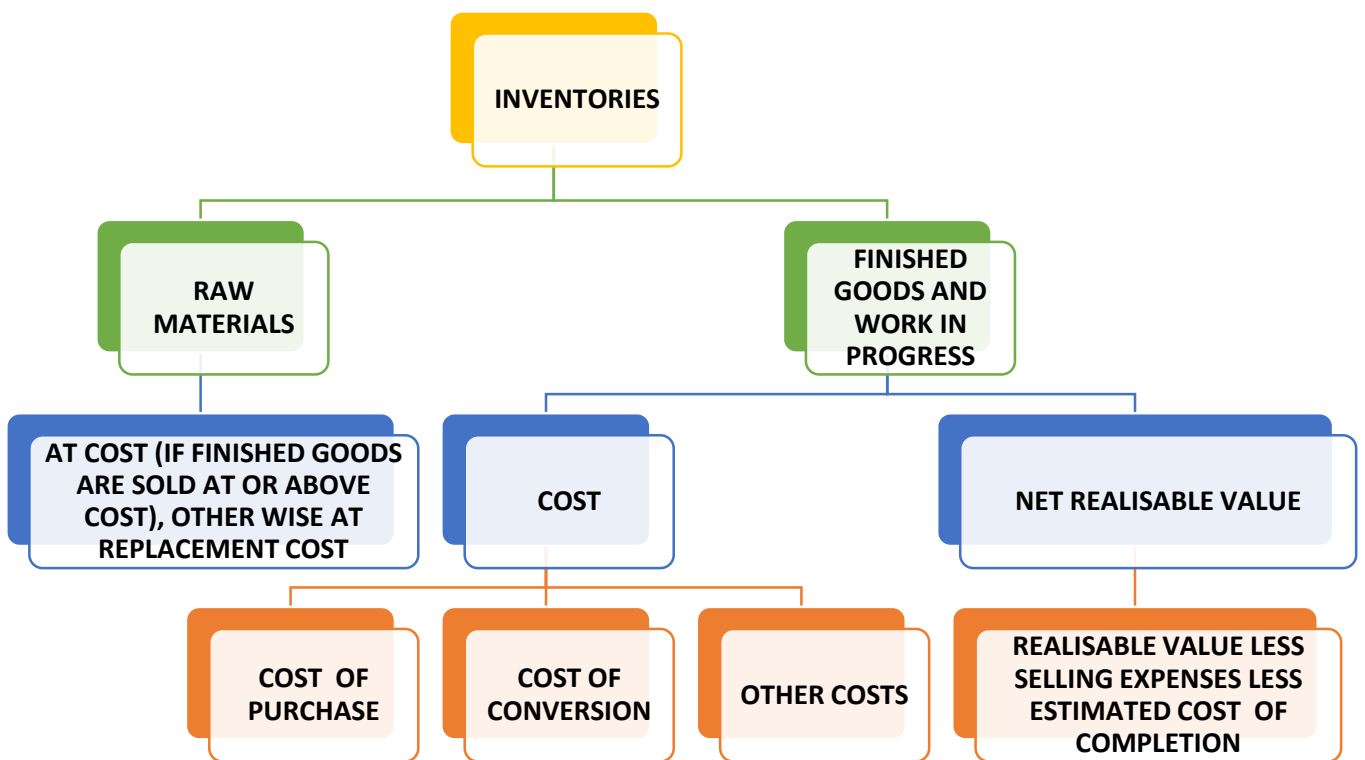 INVENTORIES
RAW
MATERIALS
FINISHED
GOODS AND
WORK IN
PROGRESS
AT COST (IF FINISHED GOODS
ARE SOLD AT OR ABOVE
COST), OTHER WISE AT
REPLACEMENT COST
COST
NET REALISABLE VALUE
COST OF
PURCHASE
COST OF
CONVERSION
OTHER COSTS
REALISABLE VALUE LESS
SELLING EXPENSES LESS
ESTIMATED COST OF
COMPLETION